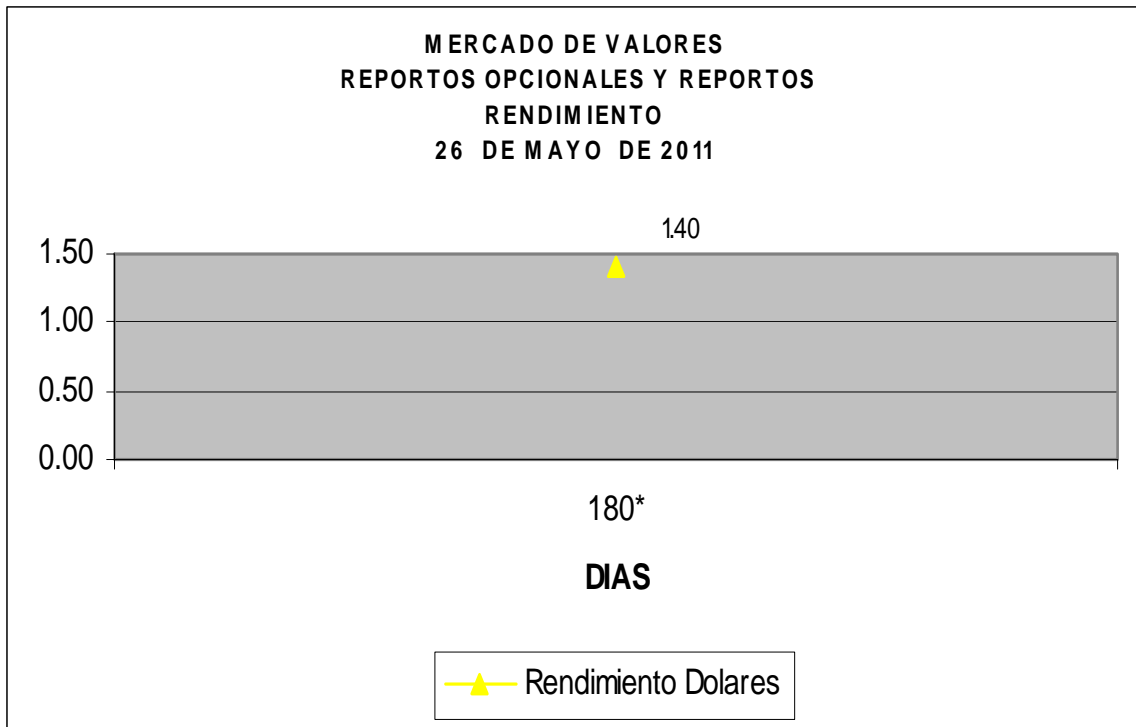 MERCADO DE VALORES
REPORTOS OPCIONALES Y REPORTOS
RENDIMIENTO
26 DE MAYO DE 2011
1.40
1.50
1.00
0.50
0.00
180*
DIAS
Rendimiento Dolares